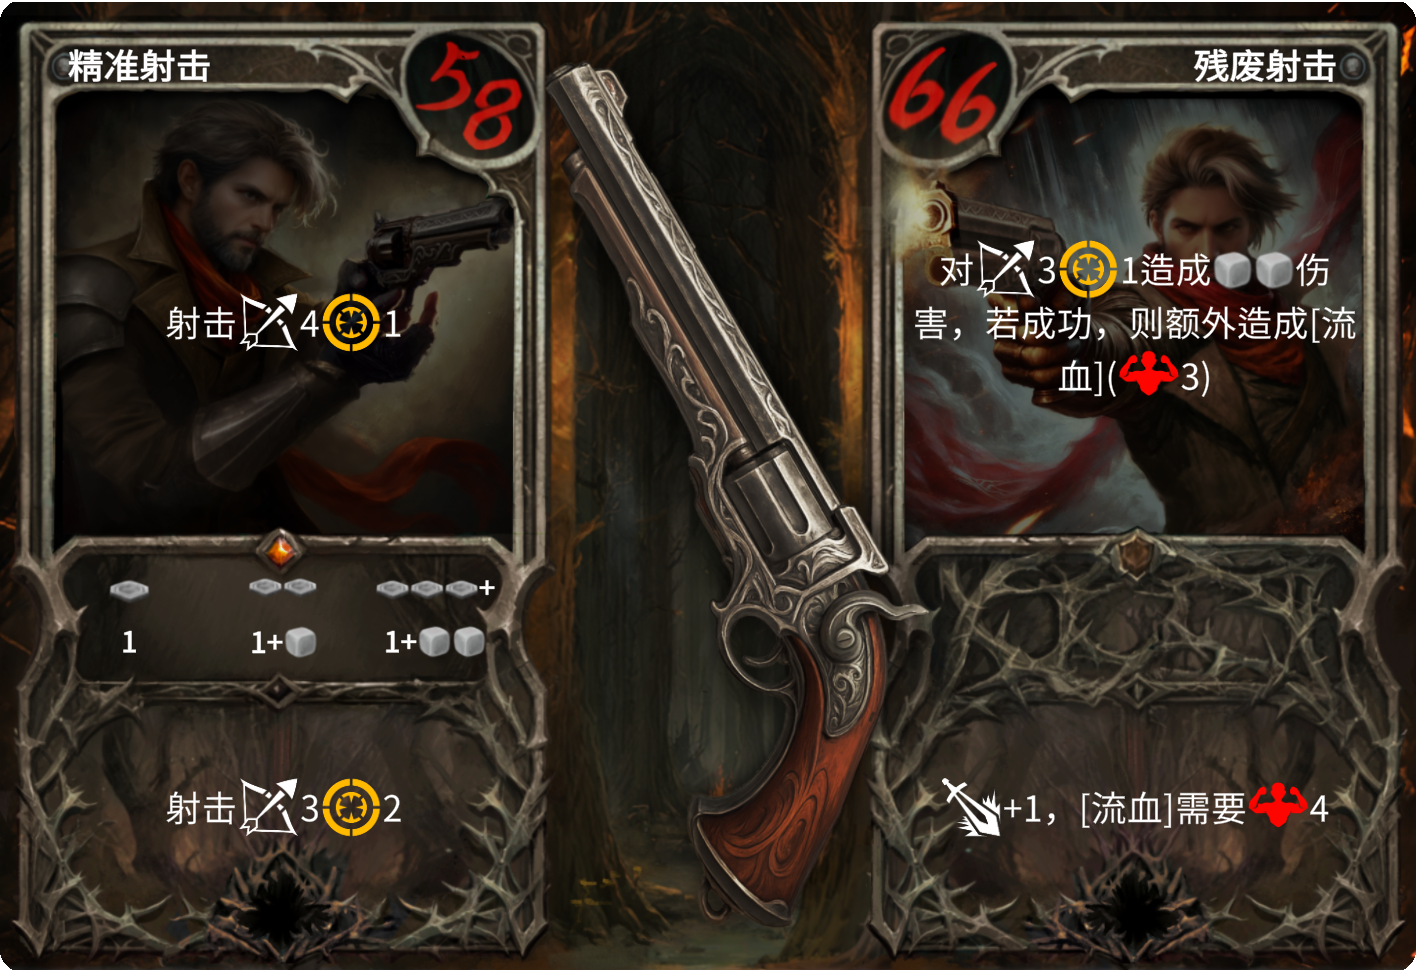 精准射击
58
射击4 1
1
1+
+
1+
射击3 2
残废射击
66
对3 1造成伤
害，若成功，则额外造成[流
血](3)
+1，[流血]需要4